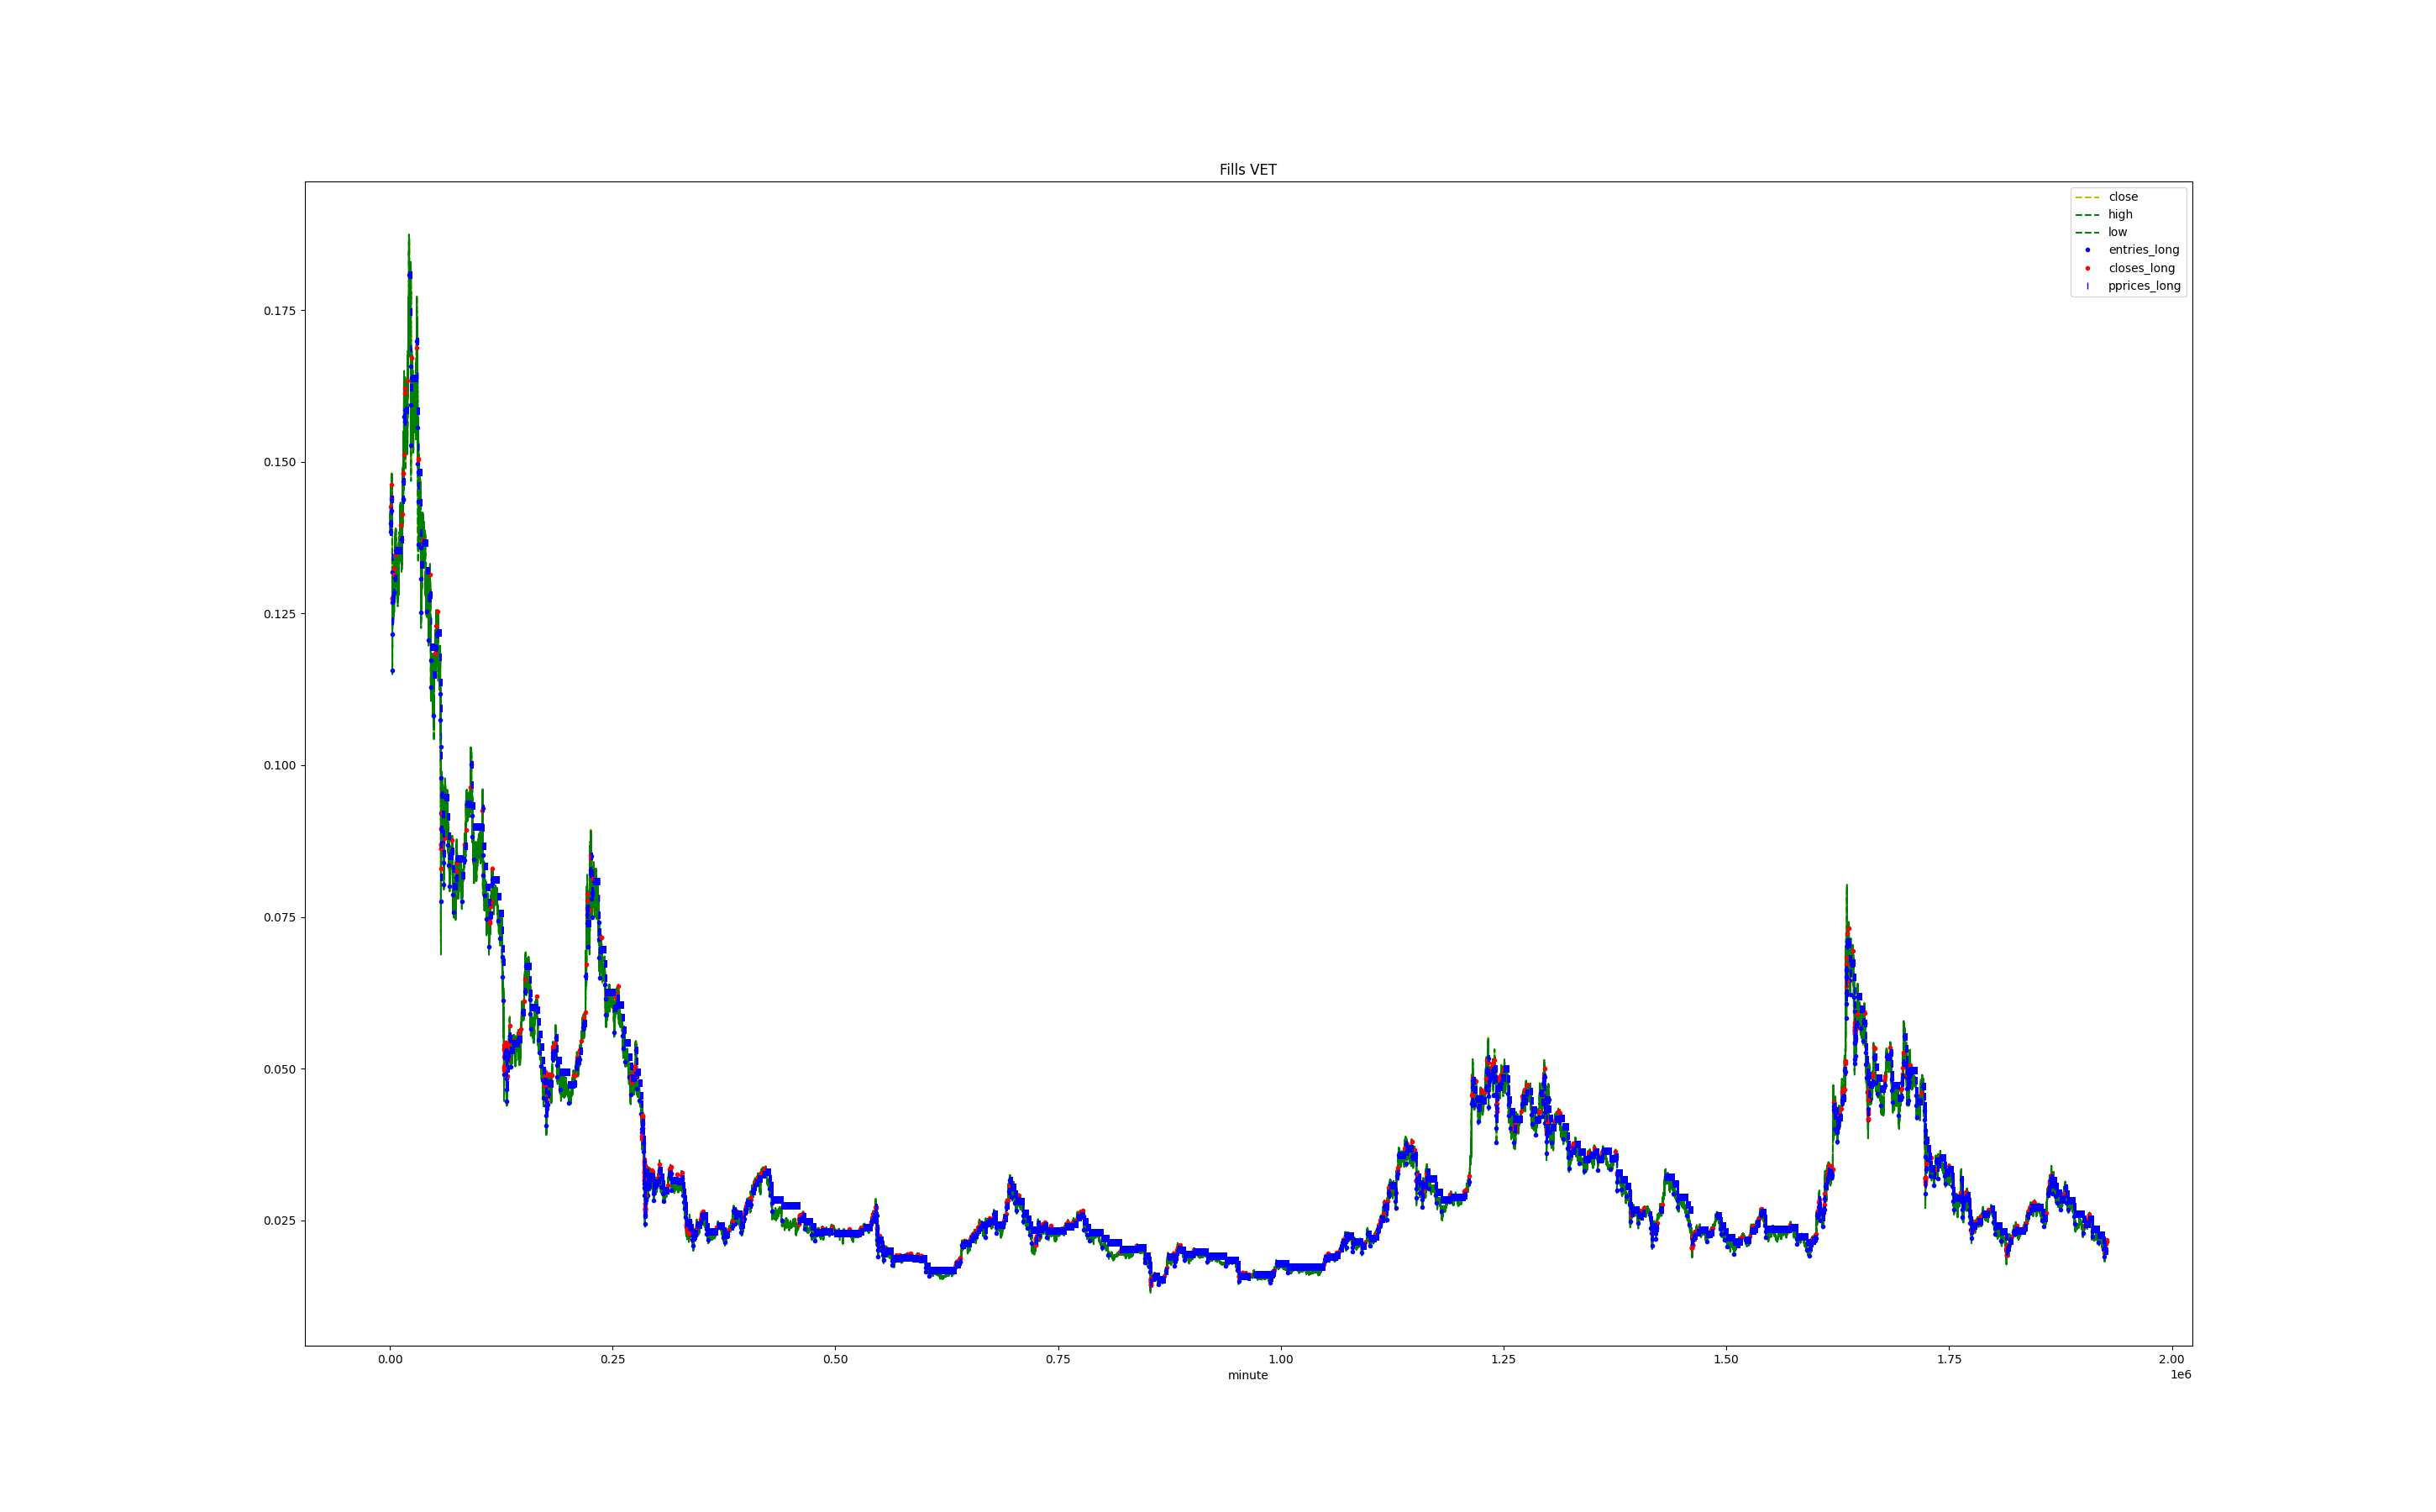 Fills VET
close
high
low
entries_long
closes_long
pprices_long
0.175
0.150
0.125
0.100
0.075
0.050
0.025
0.00 0.25 0.50 0.75 1.00 1.25 1.50 1.75 2.00
minute 1e6